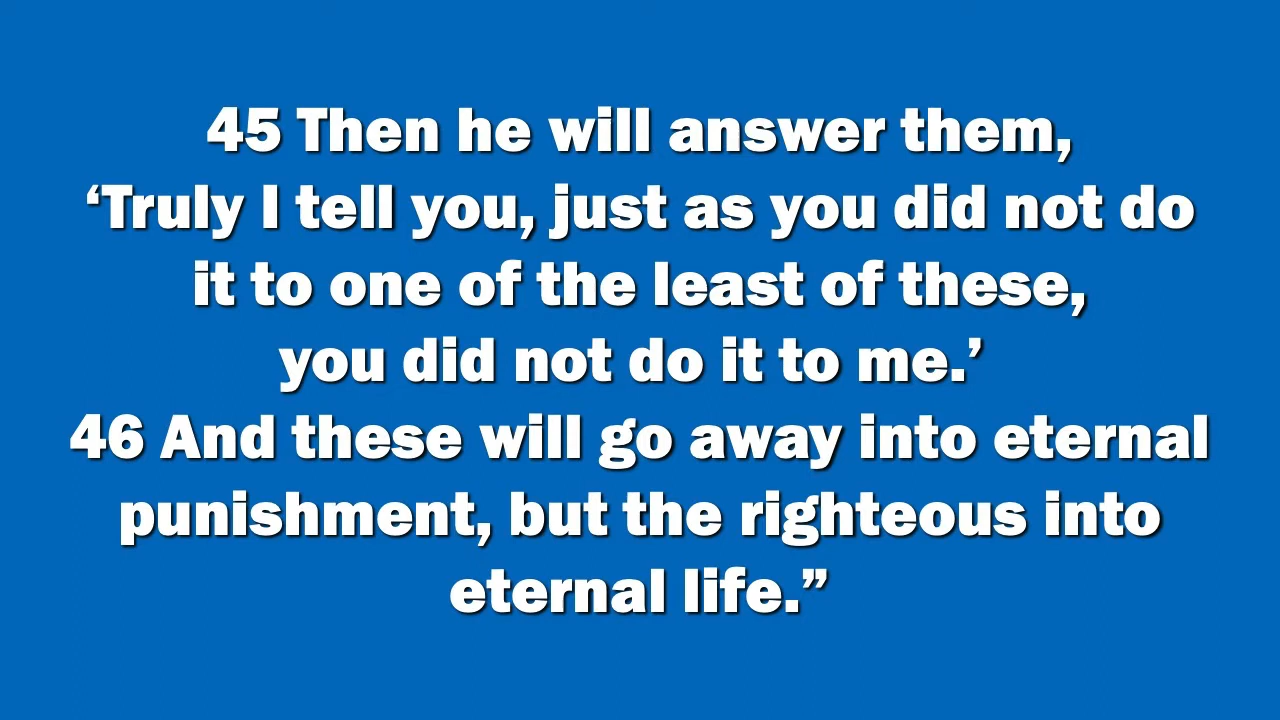 45 Then he will answer them,
‘Truly I tell you, just as you did not do
it to one of the least of these,
you did not do it to me.’
46 And these will go away into eternal
punishment, but the righteous into
eternal life.”